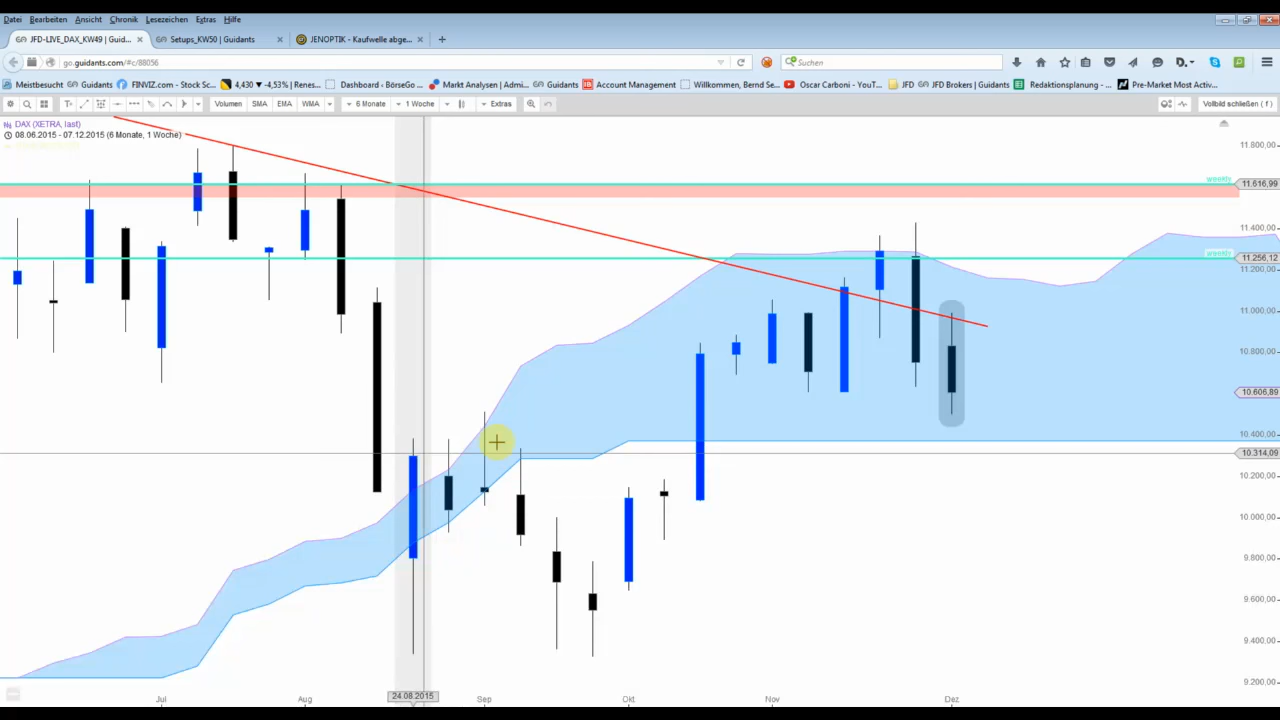 Datei Bearbeiten Ansicht Chronik Lesezeichen Extras Hilfe
JFD-LIVE_DAX_KW49 | Guid... × Setups_KW50 | Guidants × JENOPTIK - Kaufwelle abge... × +
go.guidants.com/#c/88056 Suchen
Meistbesucht Guidants FINVIZ.com - Stock Sc... 4,430 ▼ -4,53% | Renes... Dashboard - BörseGo ... Markt Analysen | Admi... Guidants Account Management Willkommen, Bernd Se... Oscar Carboni - YouT... JFD JFD Brokers | Guidants Redaktionsplanung - ... Pre-Market Most Activ...
Volumen SMA EMA WMA 6 Monate 1 Woche Extras Vollbild schließen ( f )
DAX (XETRA, last)
08.06.2015 - 07.12.2015 (6 Monate, 1 Woche)
11.800,00
weekly
11.616,99
11.400,00
weekly
11.256,12
11.200,00
11.000,00
10.800,00
10.606,89
10.400,00
10.314,09
10.200,00
10.000,00
9.800,00
9.600,00
9.400,00
9.200,00
Jul Aug 24.08.2015 Sep Okt Nov Dez